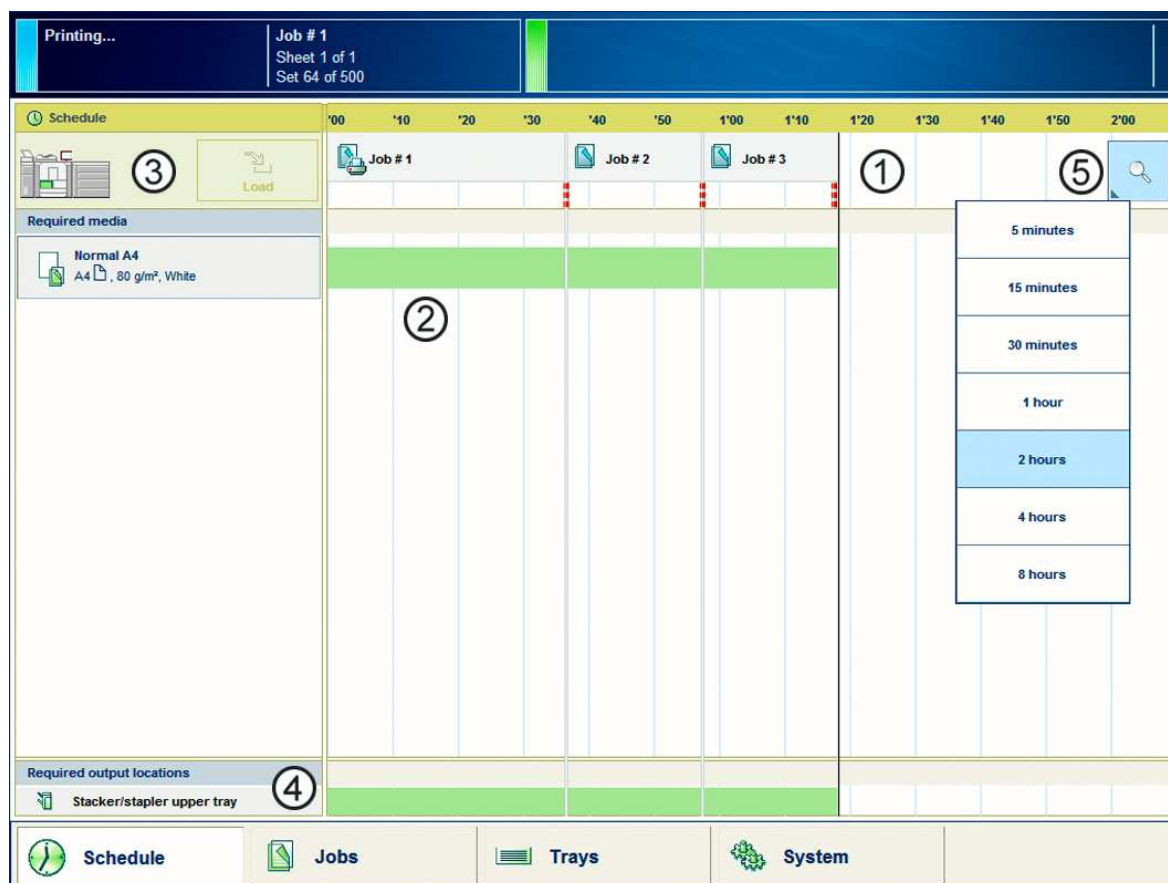 Printing...
Job # 1
Sheet 1 of 1
Set 64 of 500
Schedule
'00 '10 '20 '30 '40 '50 1'00 1'10 1'20 1'30 1'40 1'50 2'00
3
Load
Job # 1
Job # 2
Job # 3
1
5
Required media
Normal A4
A4 , 80 g/m², White
2
5 minutes
15 minutes
30 minutes
1 hour
2 hours
4 hours
8 hours
Required output locations
4
Stacker/stapler upper tray
Schedule
Jobs
Trays
System